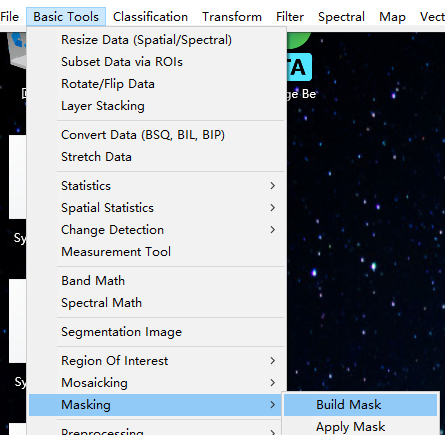 File Basic Tools Classification Transform Filter Spectral Map Vect
Resize Data (Spatial/Spectral)
Subset Data via ROIs
Rotate/Flip Data
Layer Stacking
Convert Data (BSQ, BIL, BIP)
Stretch Data
Statistics
Spatial Statistics
Change Detection
Measurement Tool
Band Math
Spectral Math
Segmentation Image
Region Of Interest
Mosaicking
Masking
Preprocessing
Build Mask
Apply Mask
TA
ge Be
Sy
Sy